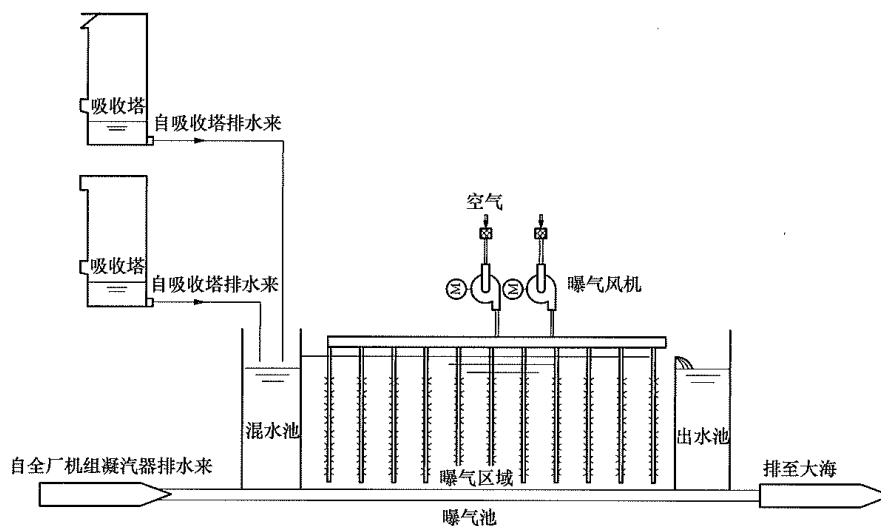 吸收塔
自吸收塔排水来
空气
吸收塔
自吸收塔排水来
M
M
曝气风机
混水池
出水池
自全厂机组凝汽器排水来
曝气区域
排至大海
曝气池